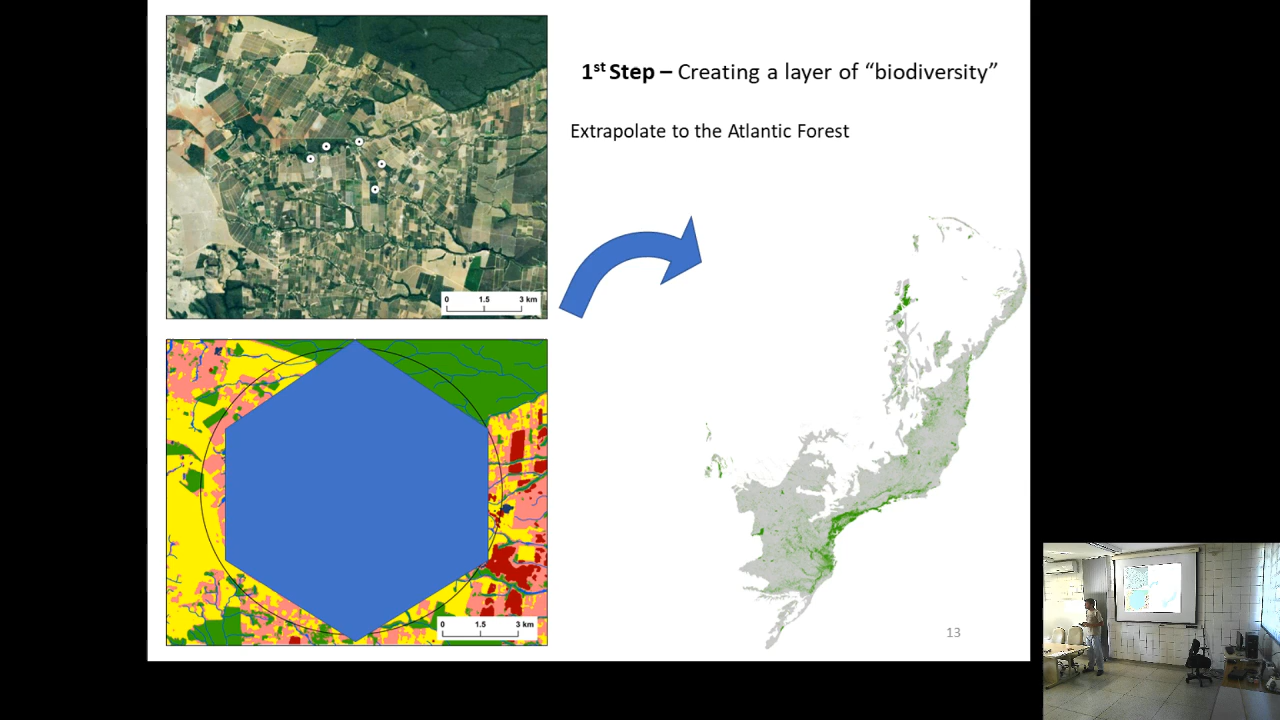 1st Step – Creating a layer of “biodiversity”
Extrapolate to the Atlantic Forest
0 1.5 3 km
0 1.5 3 km
13